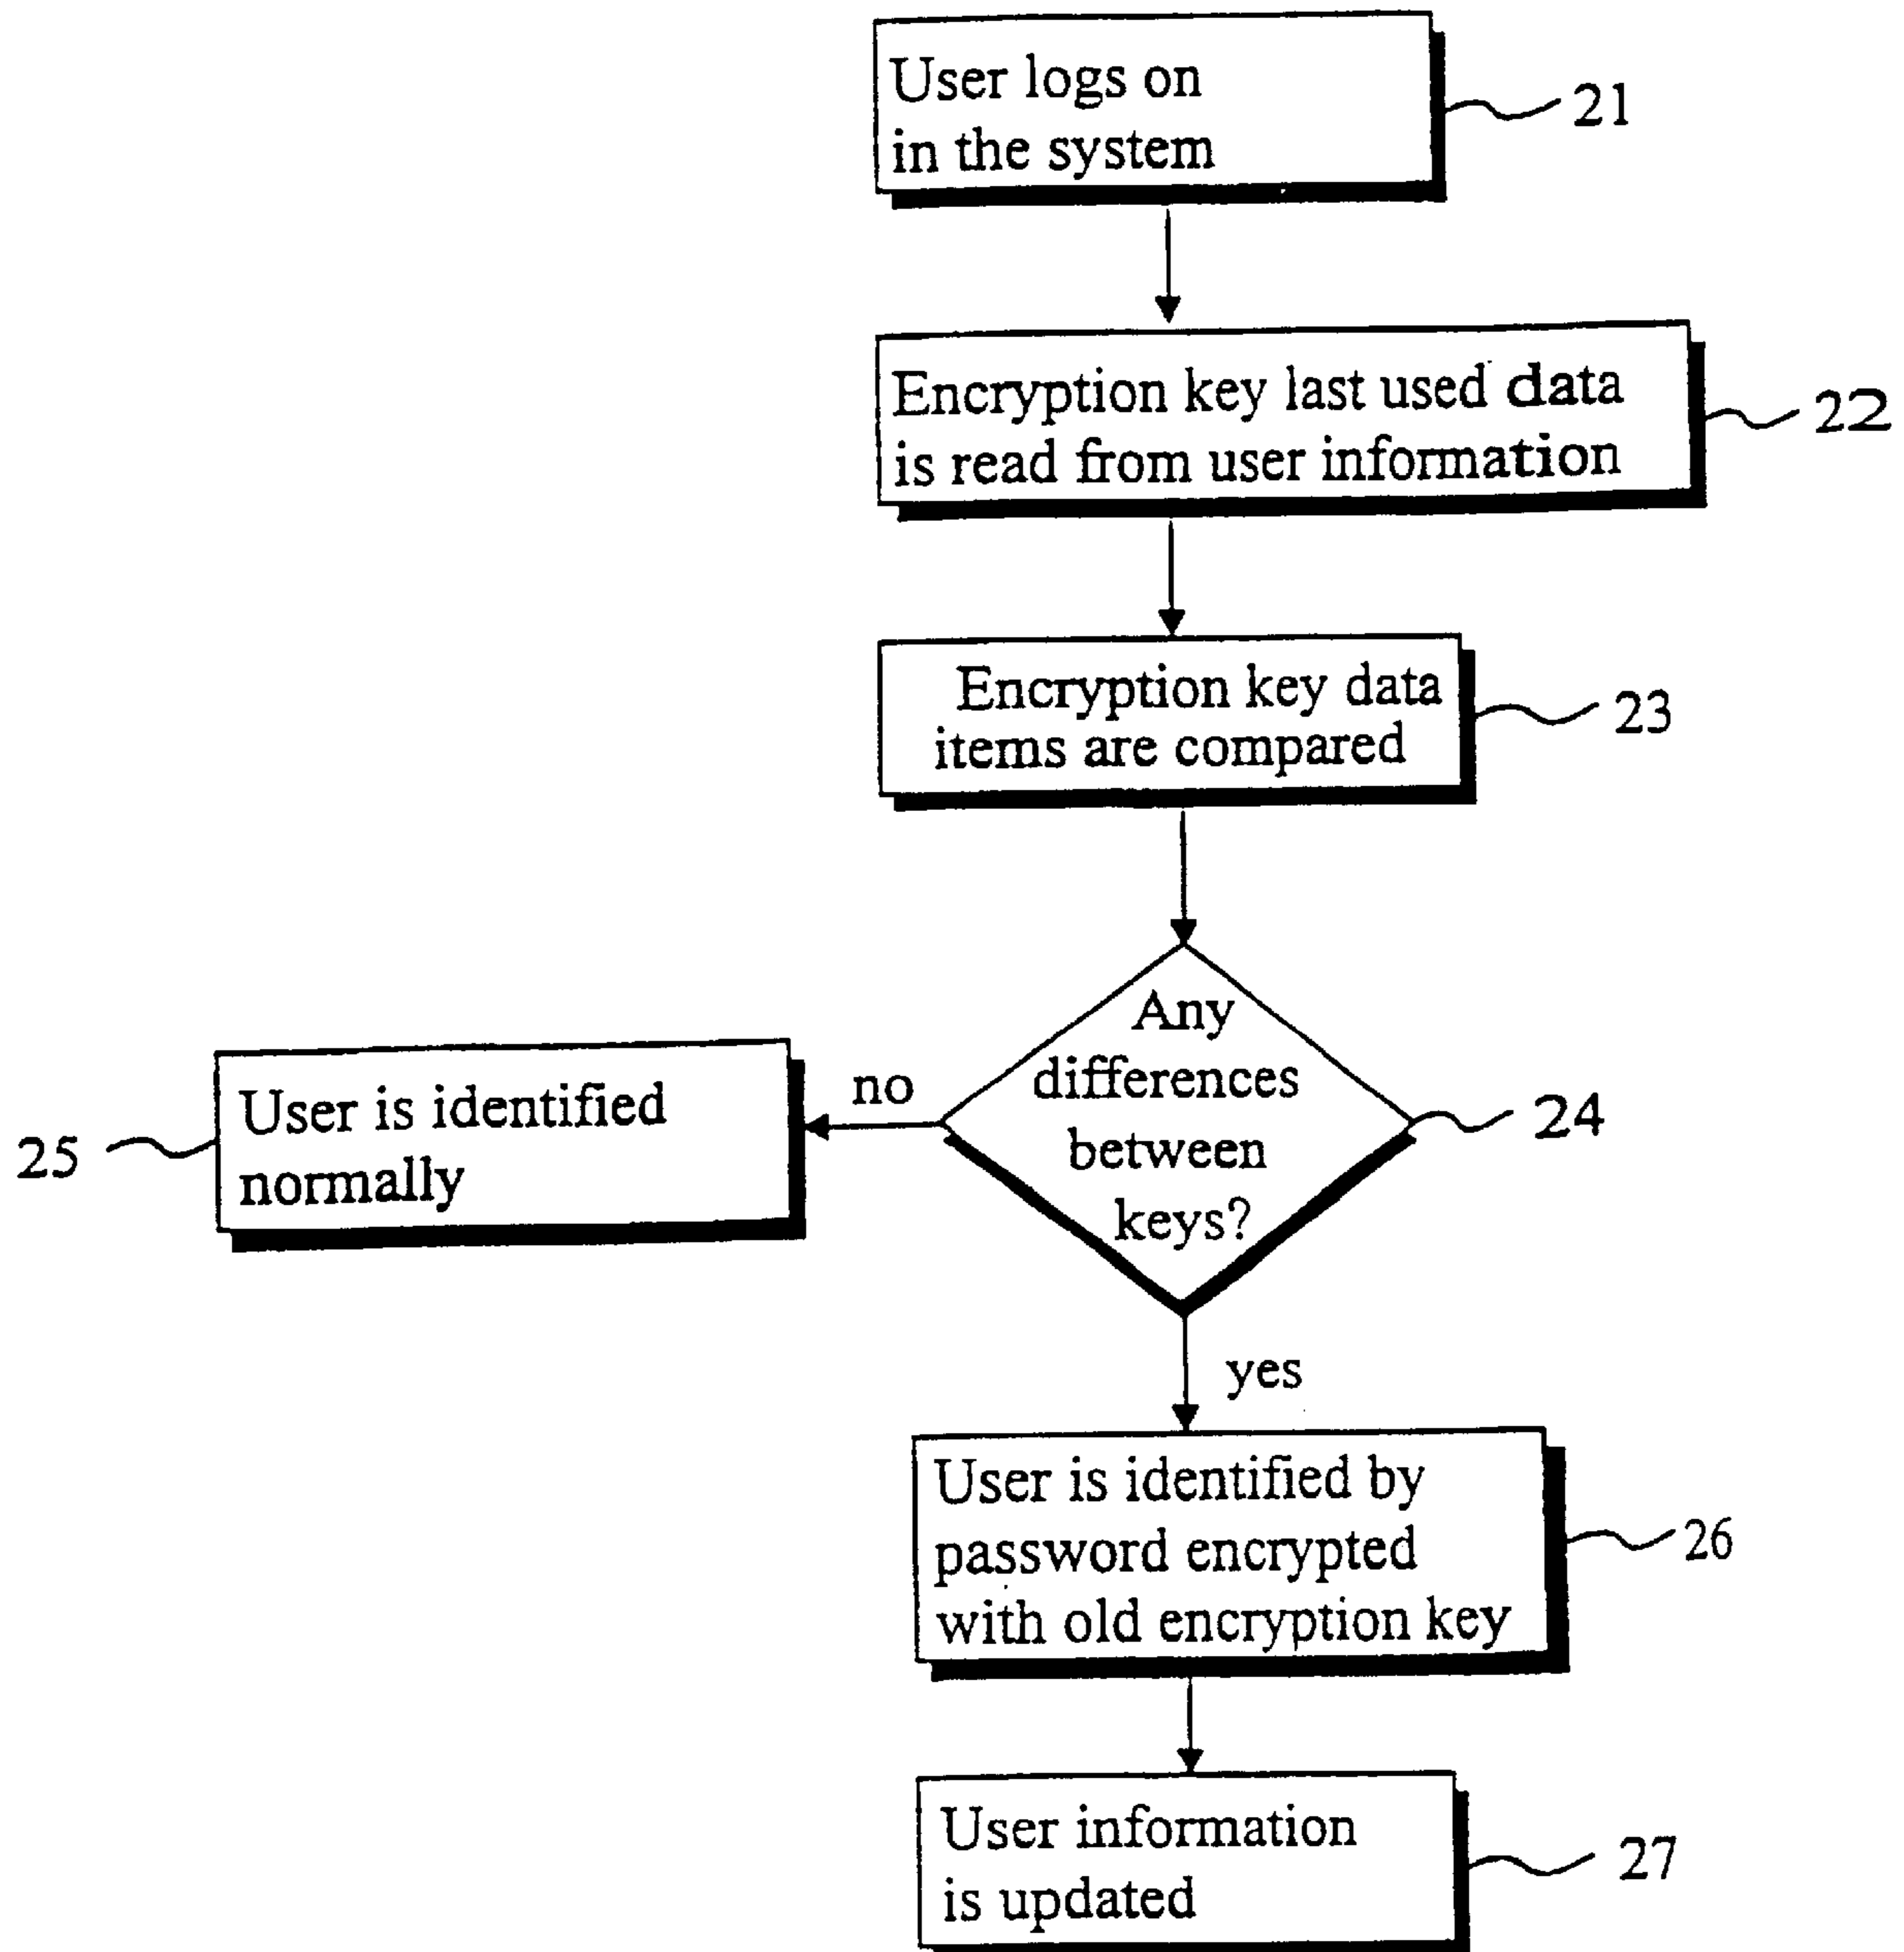 User logs on
in the system
21
Encryption key last used data
is read from user information
22
Encryption key data
items are compared
23
Any
differences
between
keys?
24
no
User is identified
normally
25
yes
User is identified by
password encrypted
with old encryption key
26
User information
is updated
27